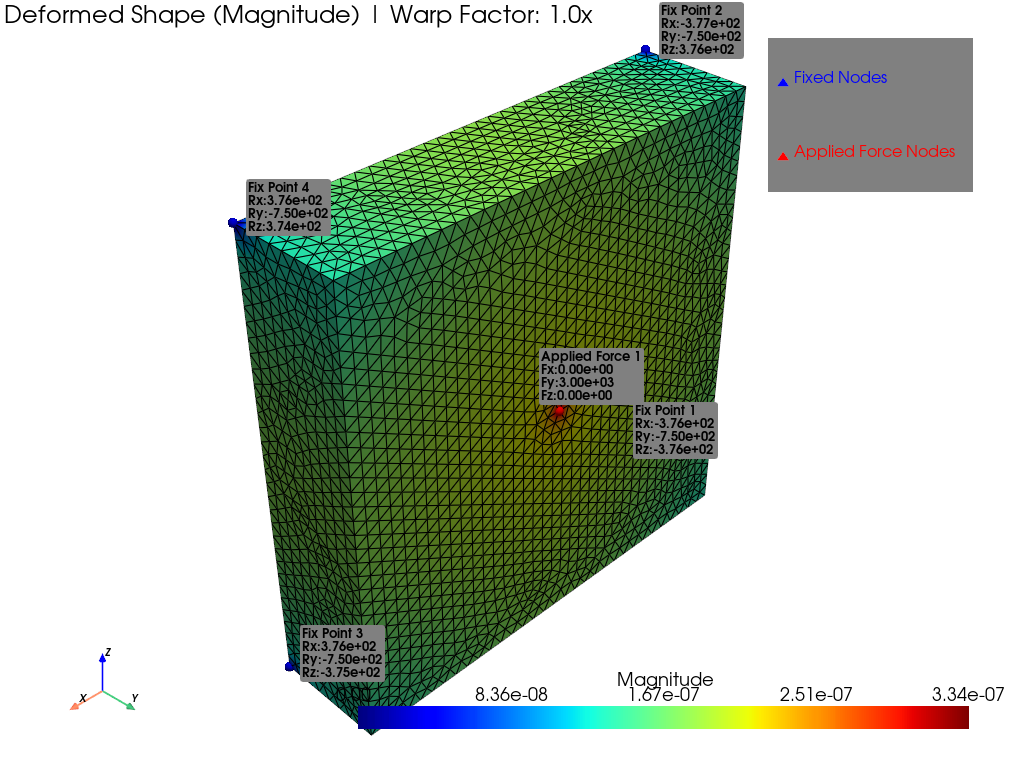 Deformed Shape (Magnitude) | Warp Factor: 1.0x
Fix Point 2
Rx:-3.77e+02
Ry:-7.50e+02
Rz:3.76e+02
Fixed Nodes
Applied Force Nodes
Fix Point 4
Rx:3.76e+02
Ry:-7.50e+02
Rz:3.74e+02
Applied Force 1
Fx:0.00e+00
Fy:3.00e+03
Fz:0.00e+00
Fix Point 1
Rx:-3.76e+02
Ry:-7.50e+02
Rz:-3.76e+02
Fix Point 3
Rx:3.76e+02
Ry:-7.50e+02
Rz:-3.75e+02
Z
X
Y
Magnitude
8.36e-08
1.67e-07
2.51e-07
3.34e-07